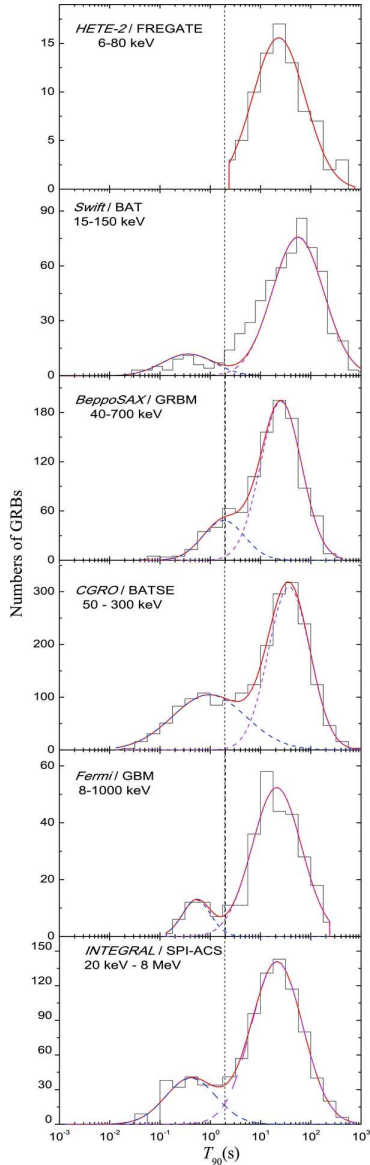 HETE-2 / FREGATE
6-80 keV
15
10
5
0
Swift / BAT
15-150 keV
90
60
30
0
BeppoSAX / GRBM
40-700 keV
180
120
60
0
Numbers of GRBs
CGRO / BATSE
50 - 300 keV
300
200
100
0
Fermi / GBM
8-1000 keV
60
40
20
0
INTEGRAL / SPI-ACS
20 keV - 8 MeV
150
120
90
60
30
0
10⁻³ 10⁻² 10⁻¹ 10⁰ 10¹ 10² 10³
T₉₀(s)